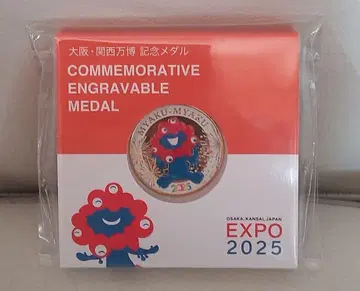 大阪・関西万博 記念メダル
COMMEMORATIVE
ENGRAVABLE
MEDAL
MYAKU-MYAKU
2025
OSAKA, KANSAI, JAPAN
EXPO
2025